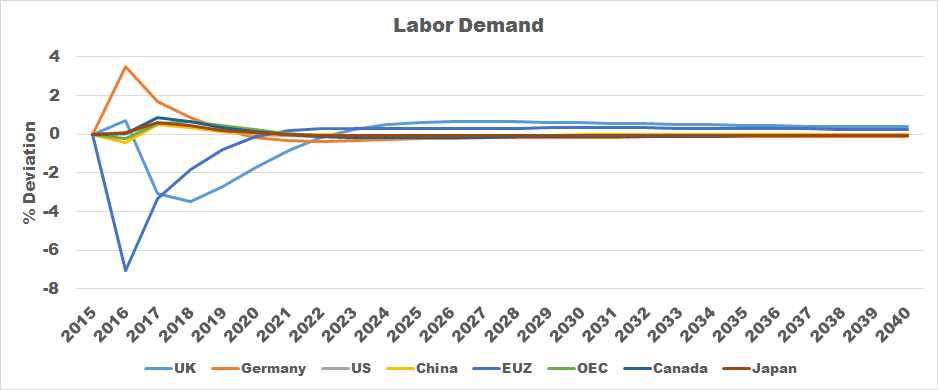 Labor Demand
% Deviation
4
2
0
-2
-4
-6
-8
2015 2016 2017 2018 2019 2020 2021 2022 2023 2024 2025 2026 2027 2028 2029 2030 2031 2032 2033 2034 2035 2036 2037 2038 2039 2040
UK Germany US China EUZ OEC Canada Japan